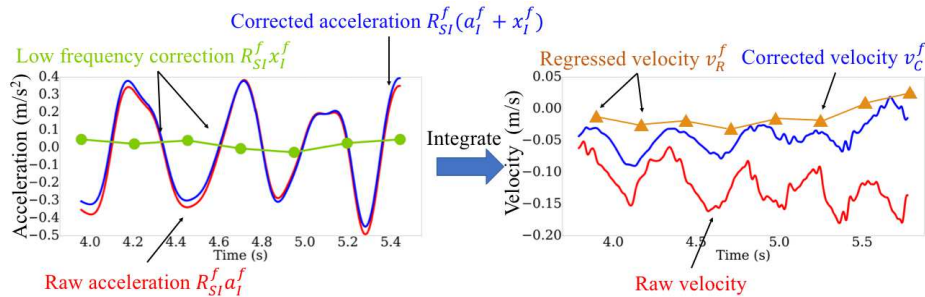 Corrected acceleration R_{SI}^f(a_I^f + x_I^f)
Low frequency correction R_{SI}^f x_I^f
Acceleration (m/s²)
0.4
0.3
0.2
0.1
0.0
−0.1
−0.2
−0.3
−0.4
−0.5
4.0 4.2 4.4 4.6 4.8 5.0 5.2 5.4
Time (s)
Raw acceleration R_{SI}^f a_I^f
Integrate
Regressed velocity v_R^f
Corrected velocity v_C^f
Velocity (m/s)
0.05
0.00
−0.05
−0.10
−0.15
−0.20
4.0 4.5 5.0 5.5
Time (s)
Raw velocity